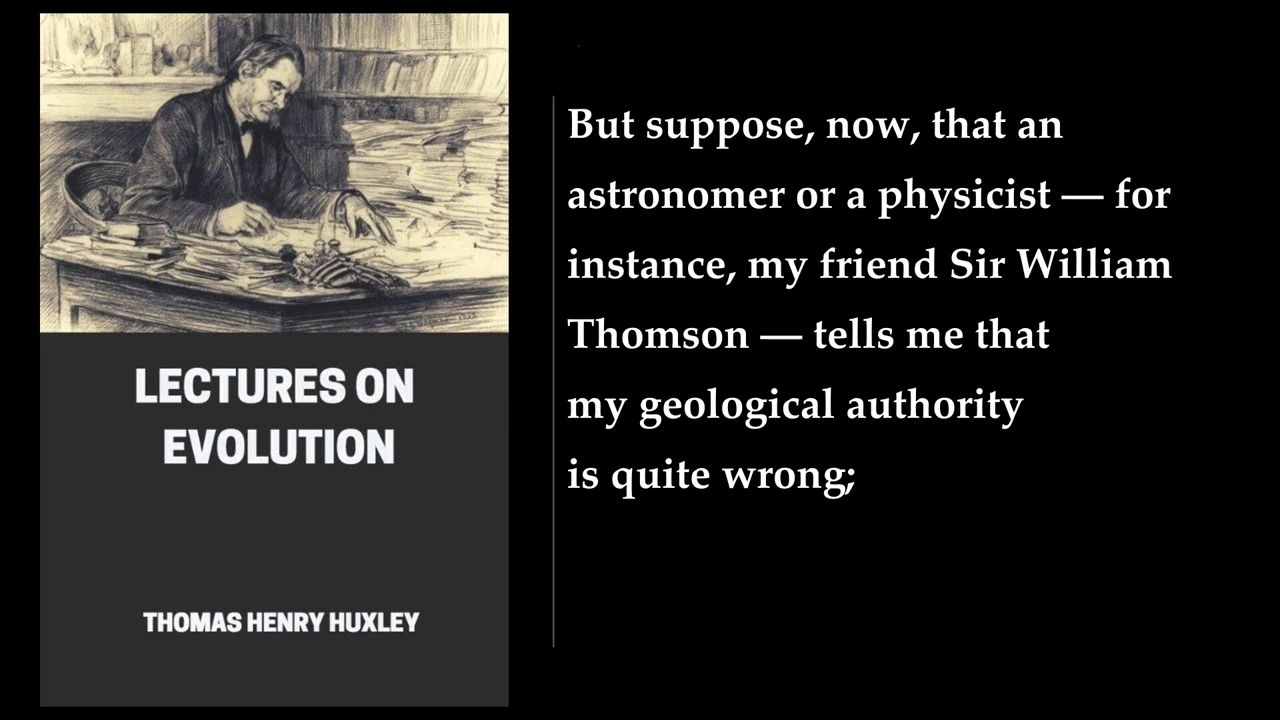 LECTURES ON
EVOLUTION
THOMAS HENRY HUXLEY
But suppose, now, that an
astronomer or a physicist — for
instance, my friend Sir William
Thomson — tells me that
my geological authority
is quite wrong;